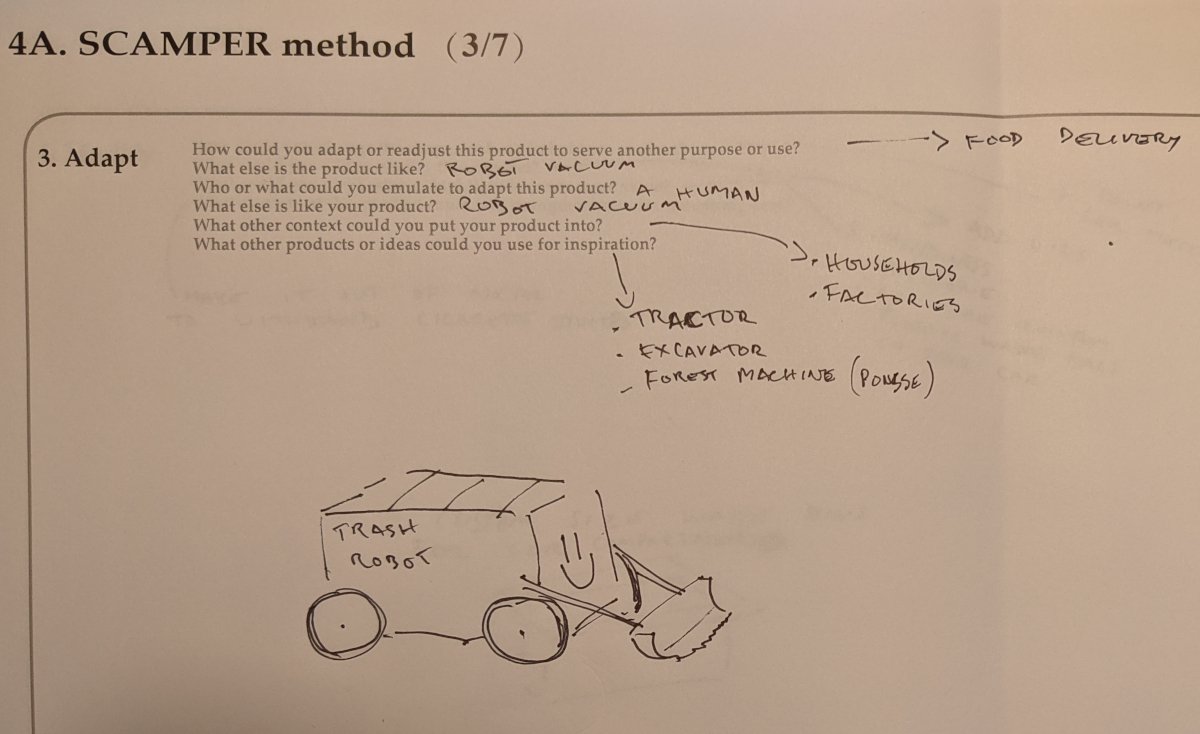 4A. SCAMPER method (3/7)
3. Adapt
How could you adapt or readjust this product to serve another purpose or use? → FOOD DELIVERY
What else is the product like? ROBOT VACUUM
Who or what could you emulate to adapt this product? A HUMAN
What else is like your product? ROBOT VACUUM
What other context could you put your product into?
What other products or ideas could you use for inspiration?
• HOUSEHOLDS
• FACTORIES
• TRACTOR
• EXCAVATOR
- FOREST MACHINE (PONSSE)
TRASH
ROBOT